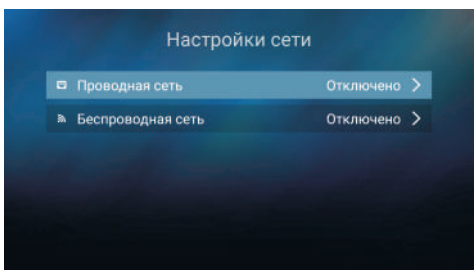 Настройки сети
Проводная сеть Отключено
Беспроводная сеть Отключено